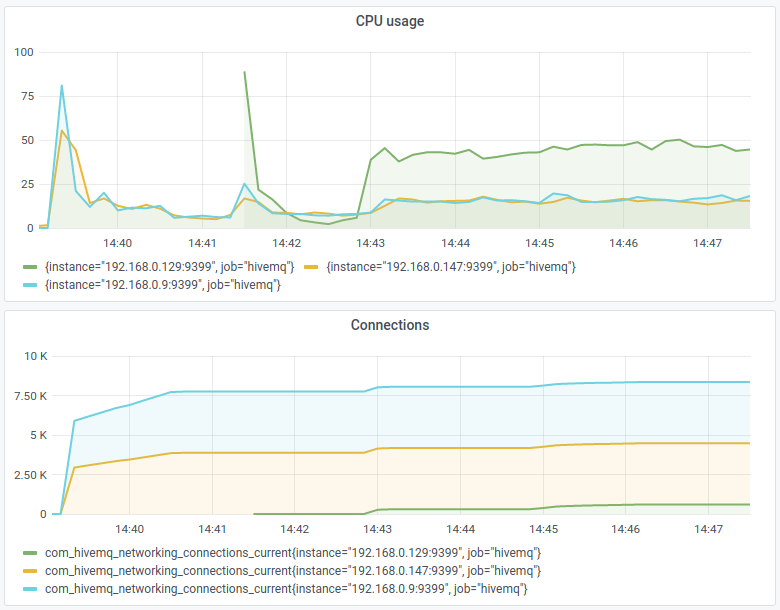 CPU usage
100
75
50
25
0
14:40 14:41 14:42 14:43 14:44 14:45 14:46 14:47
{instance="192.168.0.129:9399", job="hivemq"} {instance="192.168.0.147:9399", job="hivemq"}
{instance="192.168.0.9:9399", job="hivemq"}
Connections
10 K
7.50 K
5 K
2.50 K
0
14:40 14:41 14:42 14:43 14:44 14:45 14:46 14:47
com_hivemq_networking_connections_current{instance="192.168.0.129:9399", job="hivemq"}
com_hivemq_networking_connections_current{instance="192.168.0.147:9399", job="hivemq"}
com_hivemq_networking_connections_current{instance="192.168.0.9:9399", job="hivemq"}